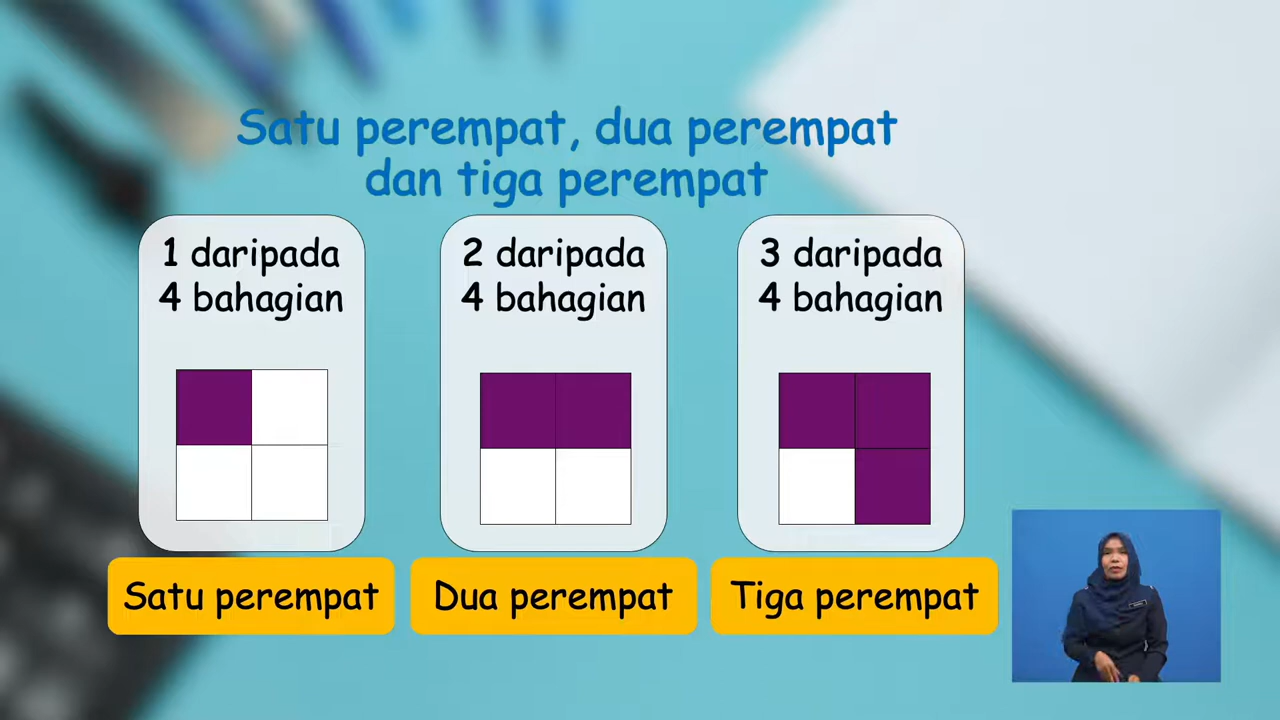 Satu perempat, dua perempat
dan tiga perempat
1 daripada
4 bahagian
Satu perempat
2 daripada
4 bahagian
Dua perempat
3 daripada
4 bahagian
Tiga perempat